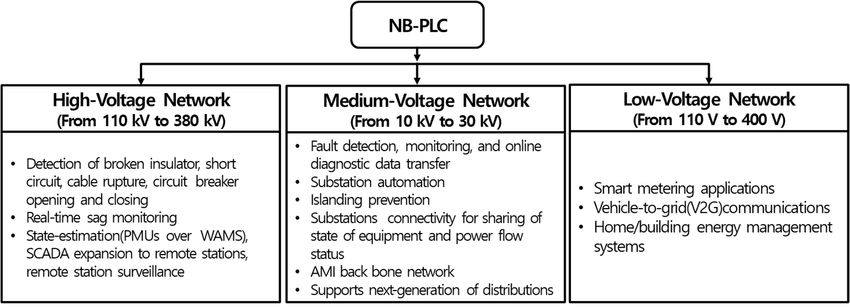 NB-PLC
High-Voltage Network
(From 110 kV to 380 kV)
• Detection of broken insulator, short
circuit, cable rupture, circuit breaker
opening and closing
• Real-time sag monitoring
• State-estimation(PMUs over WAMS),
SCADA expansion to remote stations,
remote station surveillance
Medium-Voltage Network
(From 10 kV to 30 kV)
• Fault detection, monitoring, and online
diagnostic data transfer
• Substation automation
• Islanding prevention
• Substations connectivity for sharing of
state of equipment and power flow
status
• AMI back bone network
• Supports next-generation of distributions
Low-Voltage Network
(From 110 V to 400 V)
• Smart metering applications
• Vehicle-to-grid(V2G)communications
• Home/building energy management
systems